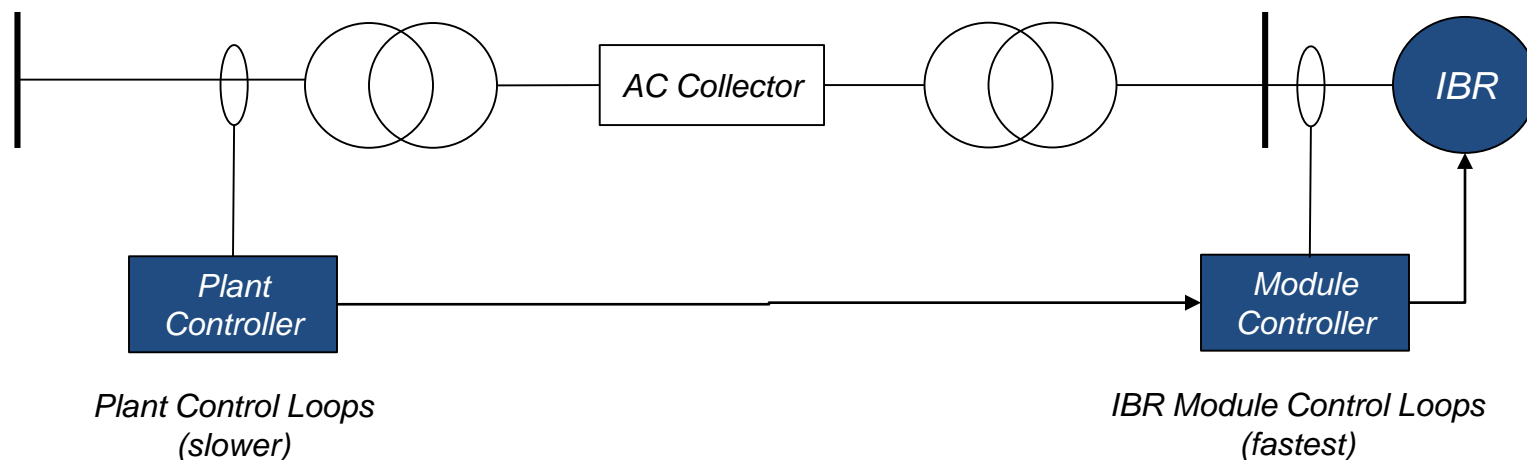 AC Collector
IBR
Plant
Controller
Module
Controller
Plant Control Loops
(slower)
IBR Module Control Loops
(fastest)